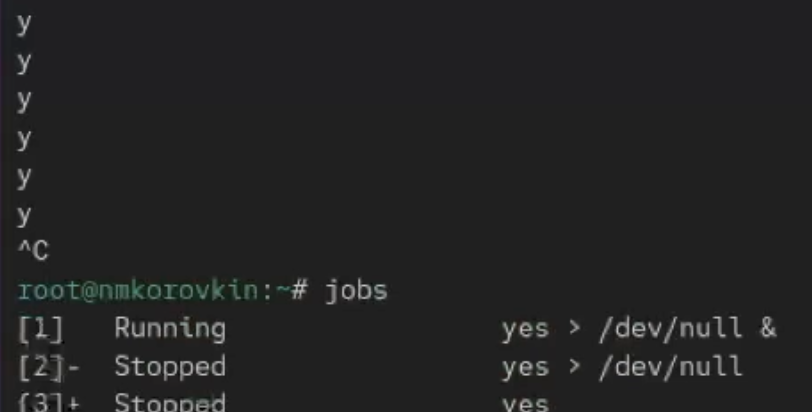 y
y
y
y
y
y
^C
root@nmkorovkin:~# jobs
[1]   Running                 yes > /dev/null &
[2]-  Stopped                 yes > /dev/null
[3]+  Stopped                 yes